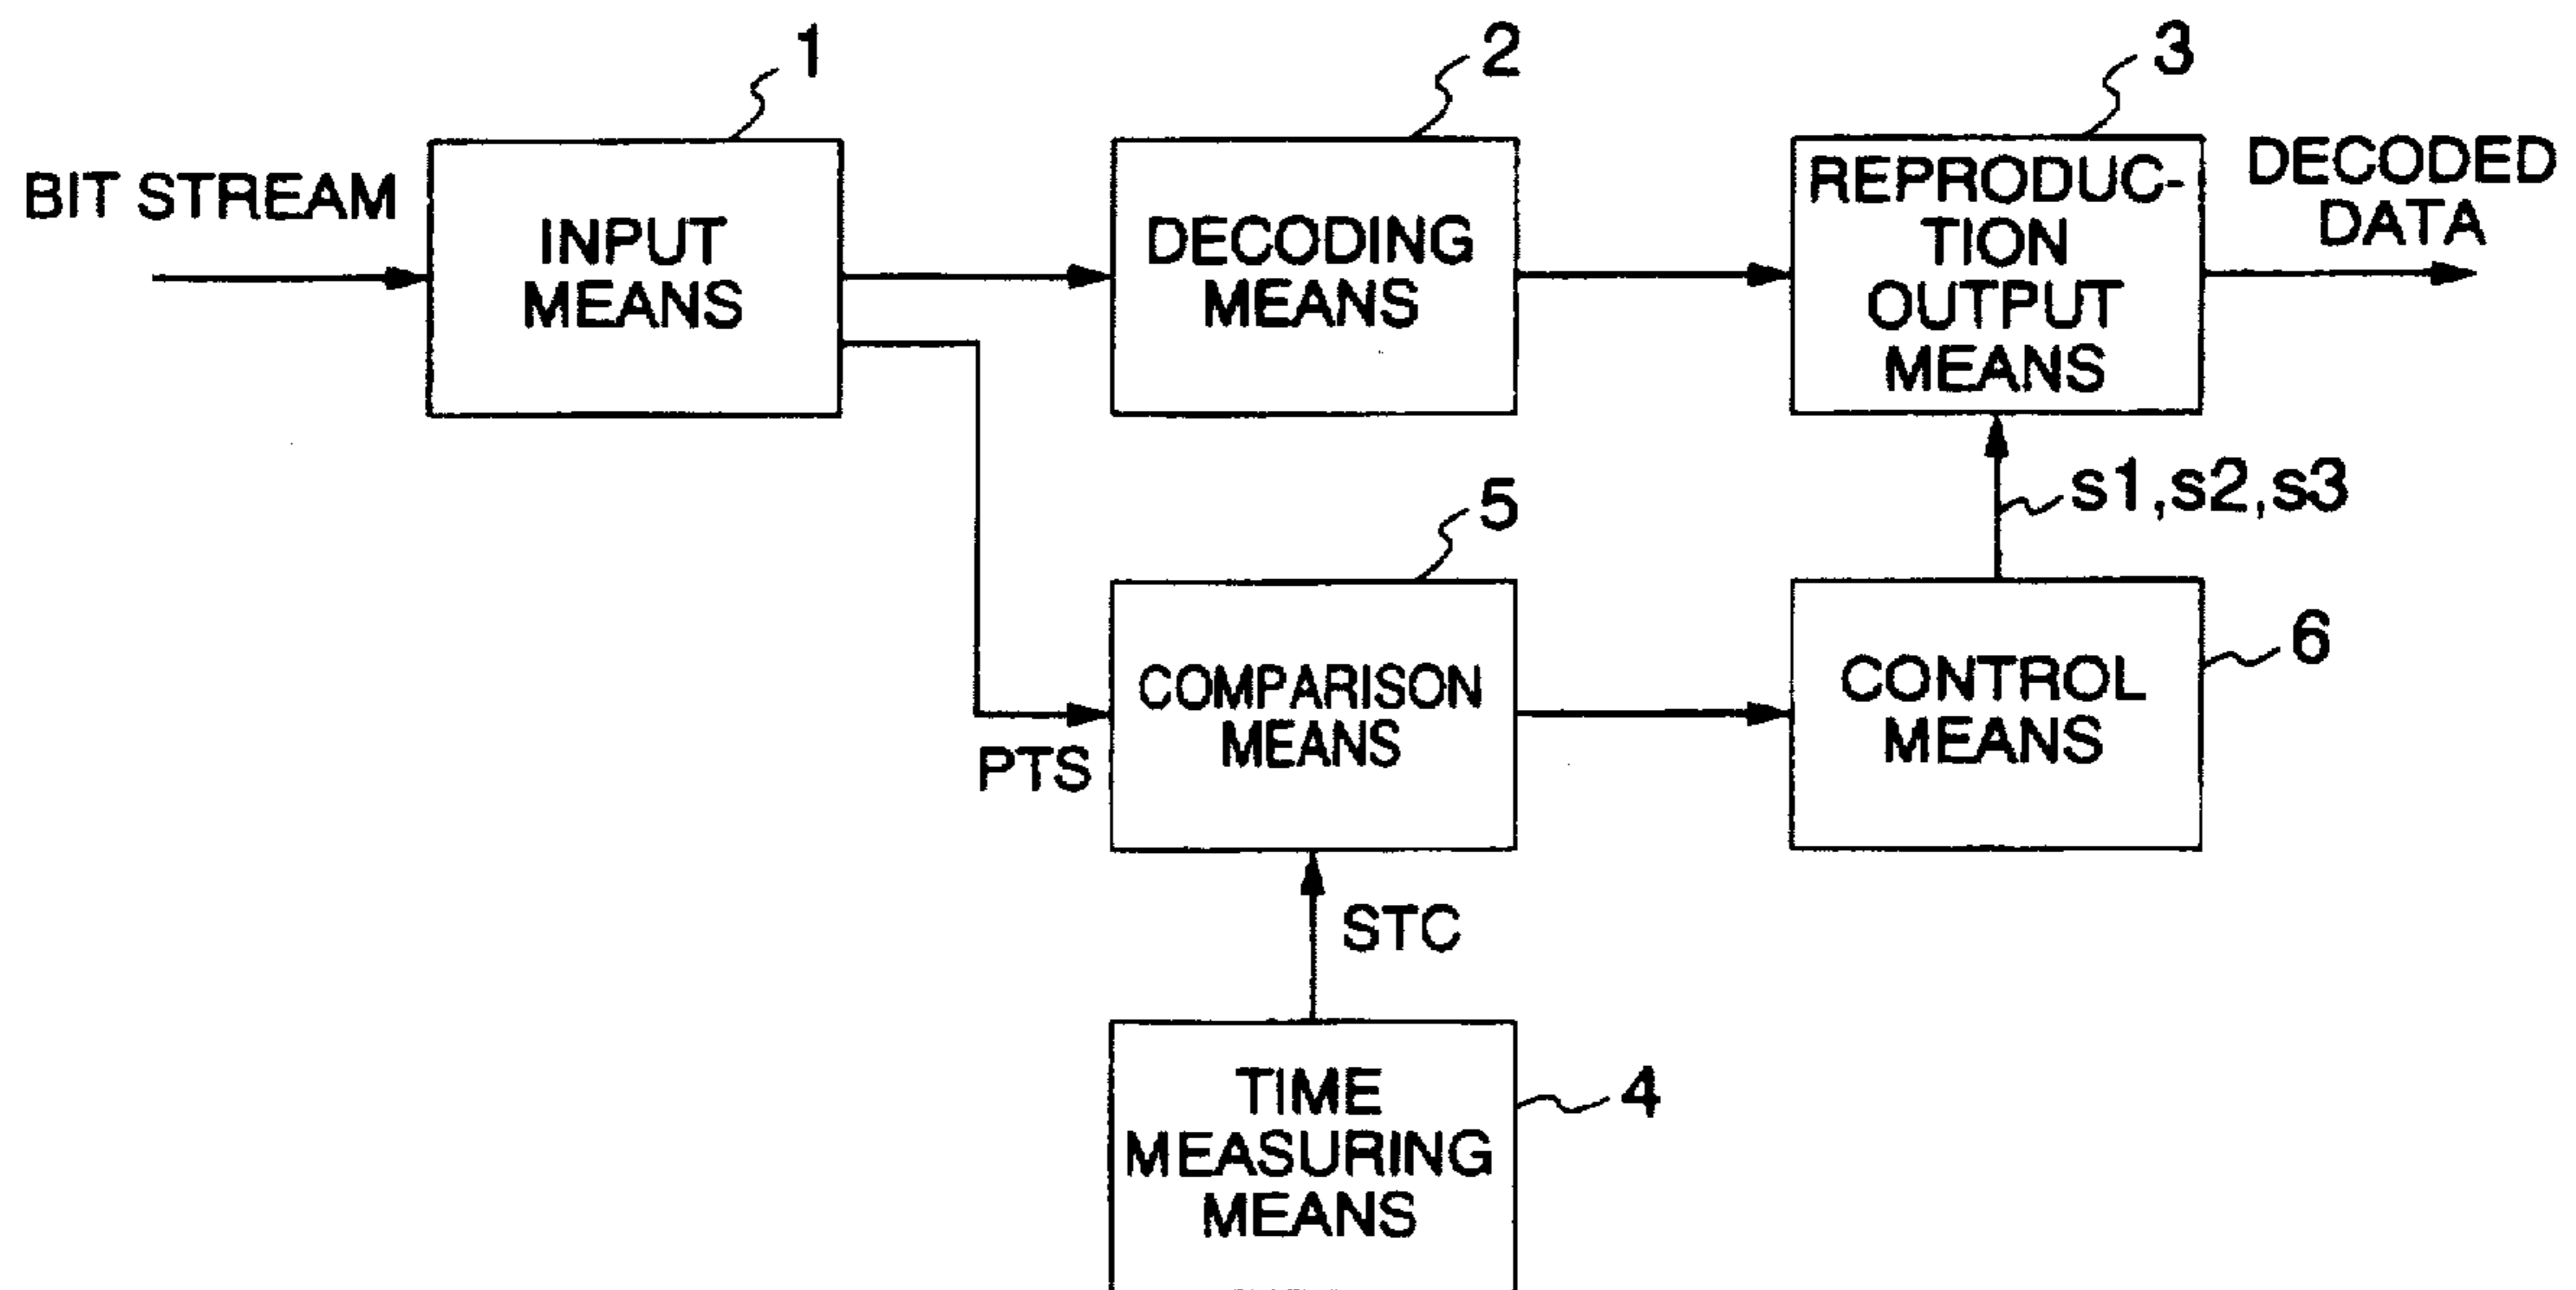 1
2
3
BIT STREAM
INPUT
MEANS
DECODING
MEANS
REPRODUC-
TION
OUTPUT
MEANS
DECODED
DATA
s1,s2,s3
5
6
COMPARISON
MEANS
CONTROL
MEANS
PTS
STC
4
TIME
MEASURING
MEANS